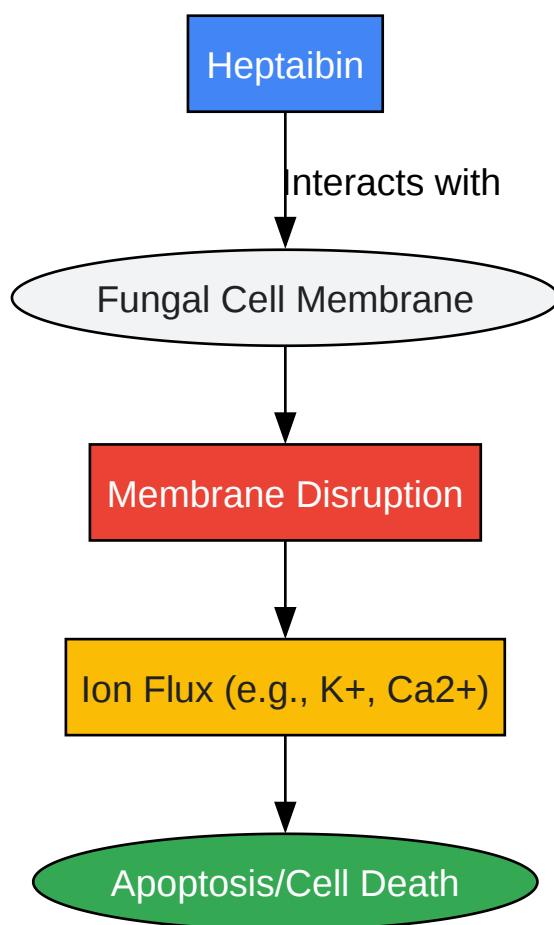 Heptaibin
Interacts with
Fungal Cell Membrane
Membrane Disruption
Ion Flux (e.g., K+, Ca2+)
Apoptosis/Cell Death